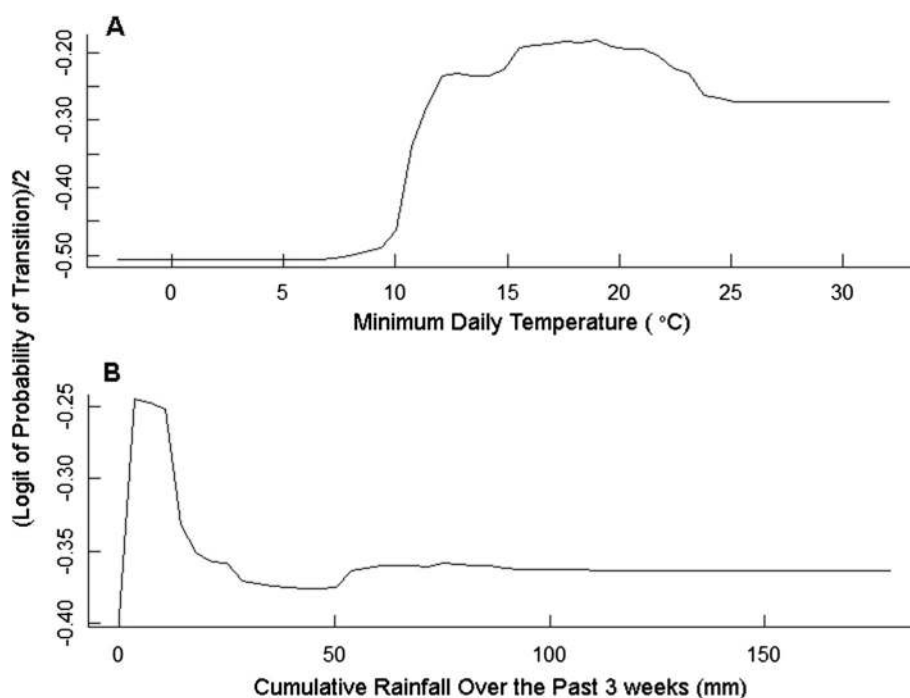 A
(Logit of Probability of Transition)/2
-0.20
-0.30
-0.40
-0.50
0 5 10 15 20 25 30
Minimum Daily Temperature ( °C)
B
-0.25
-0.30
-0.35
-0.40
0 50 100 150
Cumulative Rainfall Over the Past 3 weeks (mm)